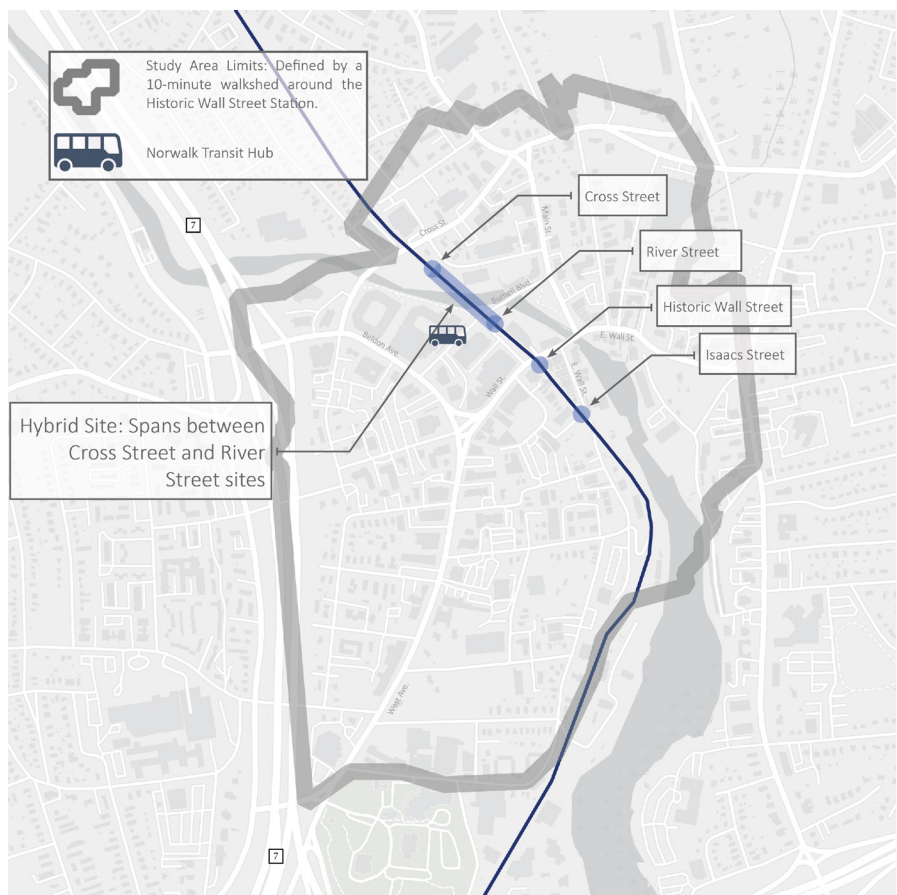 Study Area Limits: Defined by a
10-minute walkshed around the
Historic Wall Street Station.
Norwalk Transit Hub
7
Cross Street
Cross St.
Main St.
River Street
Burnell Blvd.
Historic Wall Street
E. Wall St.
Belden Ave.
Isaacs Street
Wall St.
E. Wall St.
Hybrid Site: Spans between
Cross Street and River
Street sites
West Ave.
7